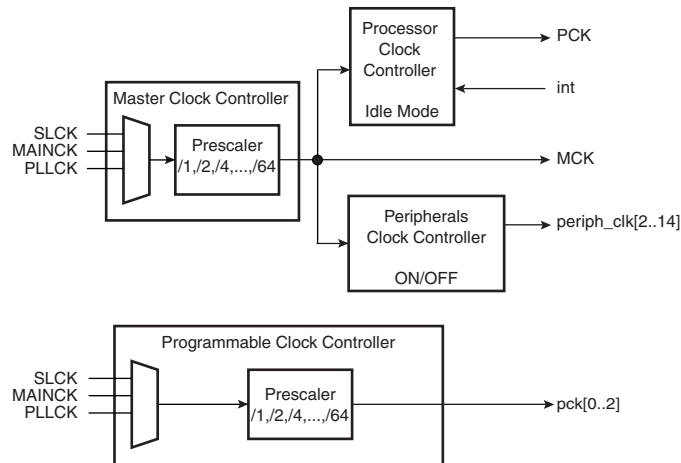 Processor
Clock
Controller
Idle Mode
PCK
int
Master Clock Controller
SLCK
MAINCK
PLLCK
Prescaler
/1,/2,/4,...,/64
MCK
Peripherals
Clock Controller
ON/OFF
periph_clk[2..14]
Programmable Clock Controller
SLCK
MAINCK
PLLCK
Prescaler
/1,/2,/4,...,/64
pck[0..2]